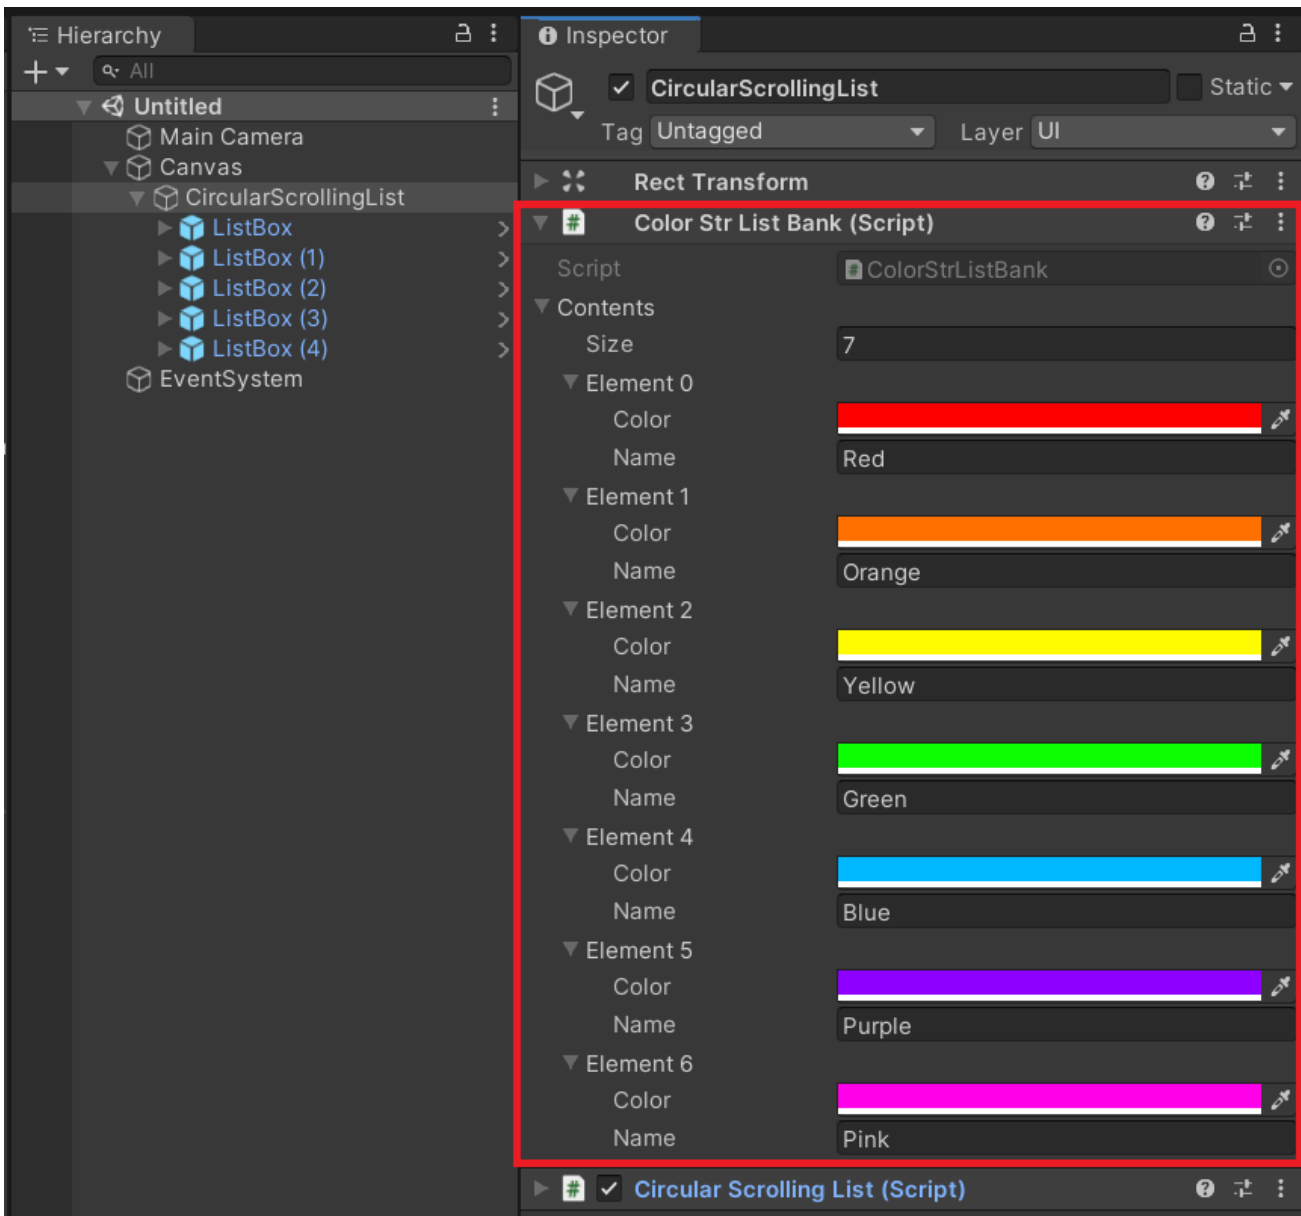 Hierarchy
All
Untitled
Main Camera
Canvas
CircularScrollingList
ListBox
ListBox (1)
ListBox (2)
ListBox (3)
ListBox (4)
EventSystem
Inspector
CircularScrollingList
Static
Tag Untagged Layer UI
Rect Transform
# Color Str List Bank (Script)
Script ColorStrListBank
Contents
Size 7
Element 0
Color
Name Red
Element 1
Color
Name Orange
Element 2
Color
Name Yellow
Element 3
Color
Name Green
Element 4
Color
Name Blue
Element 5
Color
Name Purple
Element 6
Color
Name Pink
# Circular Scrolling List (Script)